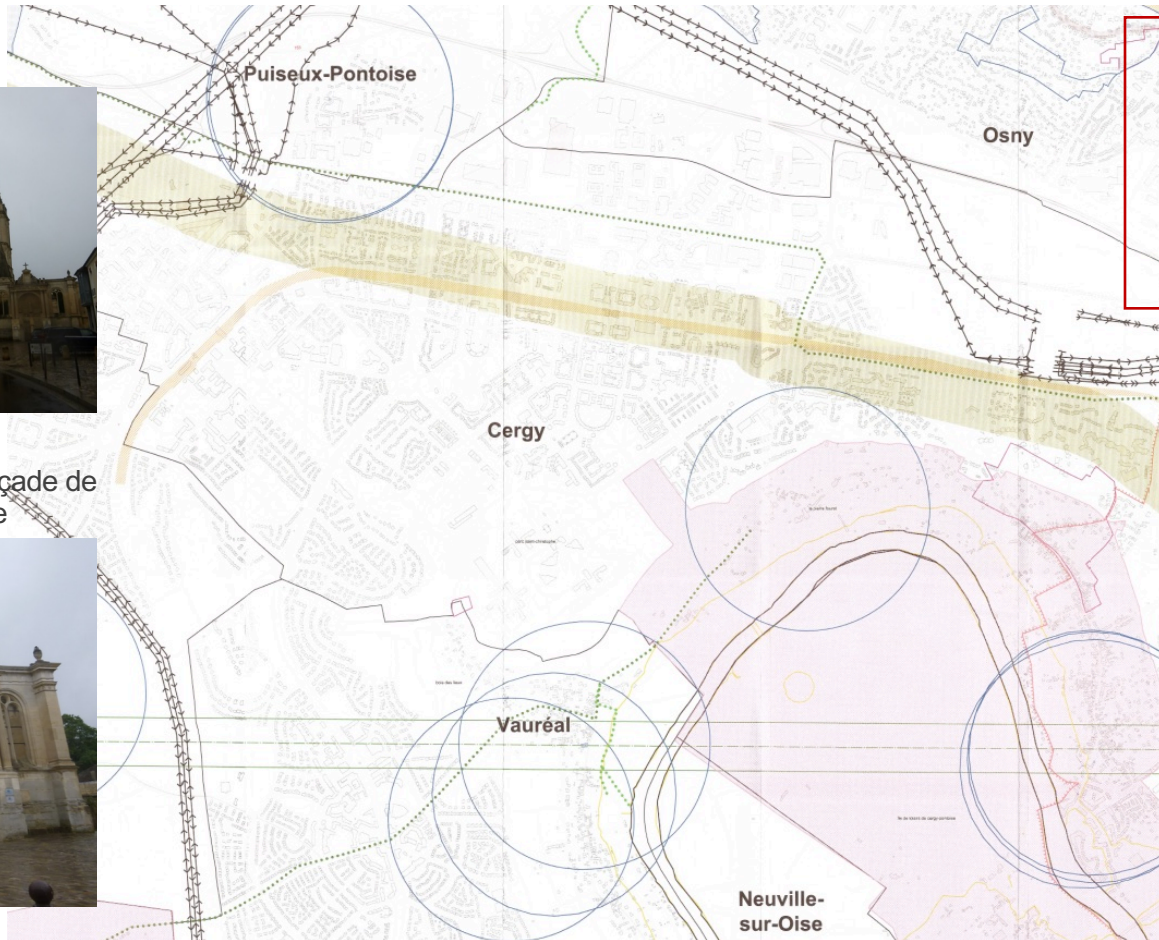 Puiseux-Pontoise
Osny
Cergy
çade de
e
Vauréal
Neuville-
sur-Oise